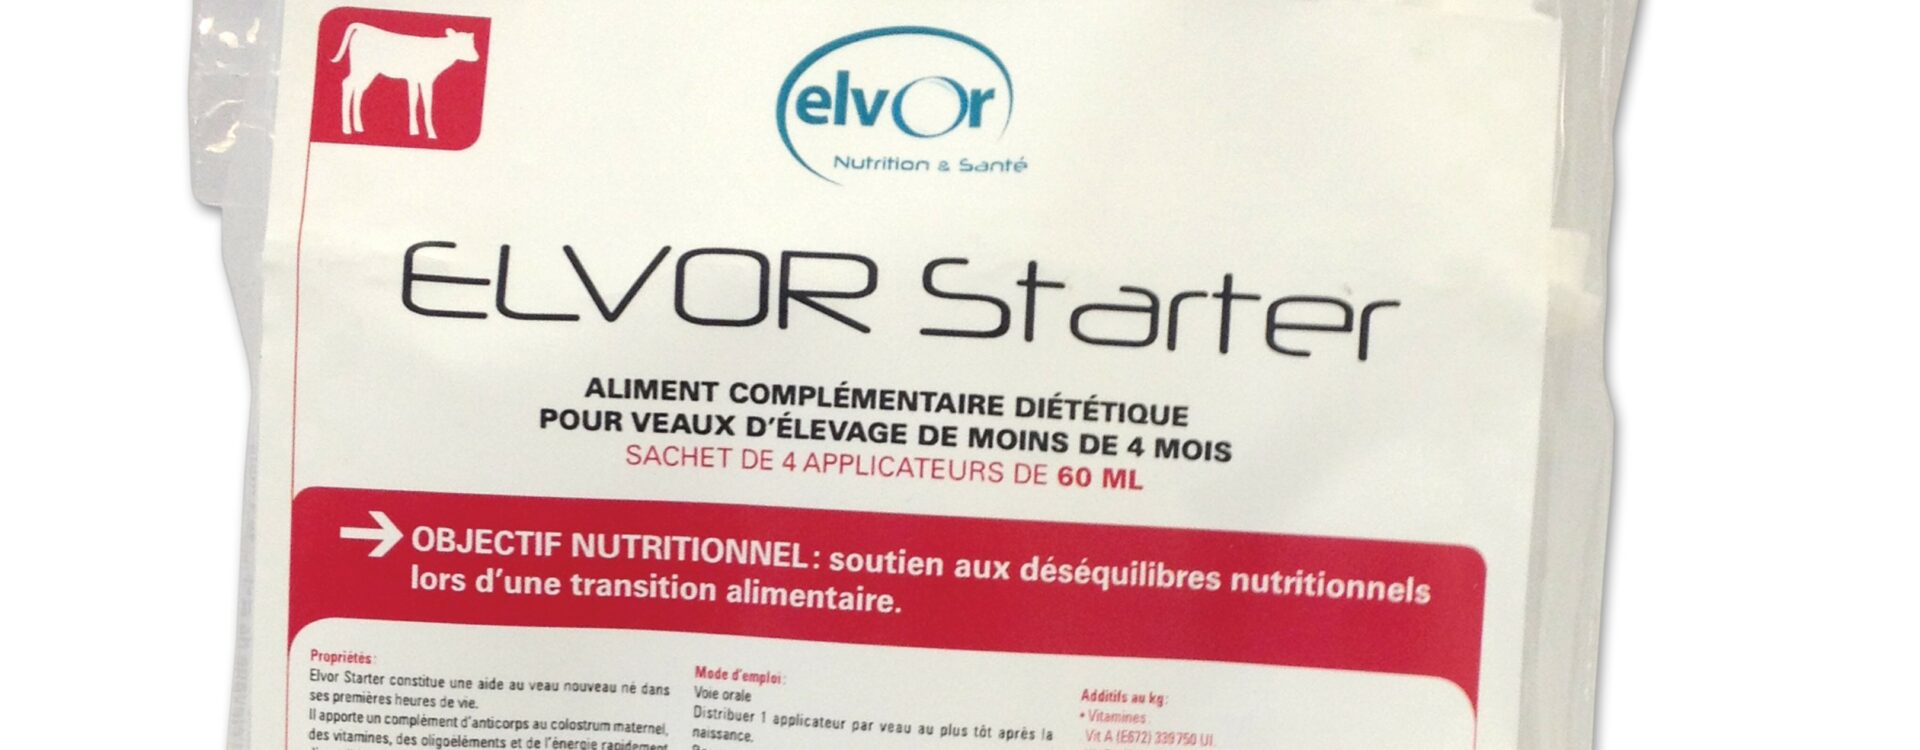 elvOr
Nutrition & Santé
ELVOR Starter
ALIMENT COMPLÉMENTAIRE DIÉTÉTIQUE
POUR VEAUX D'ÉLEVAGE DE MOINS DE 4 MOIS
SACHET DE 4 APPLICATEURS DE 60 ML
OBJECTIF NUTRITIONNEL : soutien aux déséquilibres nutritionnels
lors d'une transition alimentaire.
Propriétés :
Elvor Starter constitue une aide au veau nouveau né dans
ses premières heures de vie.
Il apporte un complément d'anticorps au colostrum maternel,
des vitamines, des oligoéléments et de l'énergie rapidement
Mode d'emploi :
Voie orale
Distribuer 1 applicateur par veau au plus tôt après la
naissance.
Additifs au kg :
• Vitamines
Vit A (E672) 339 750 UI